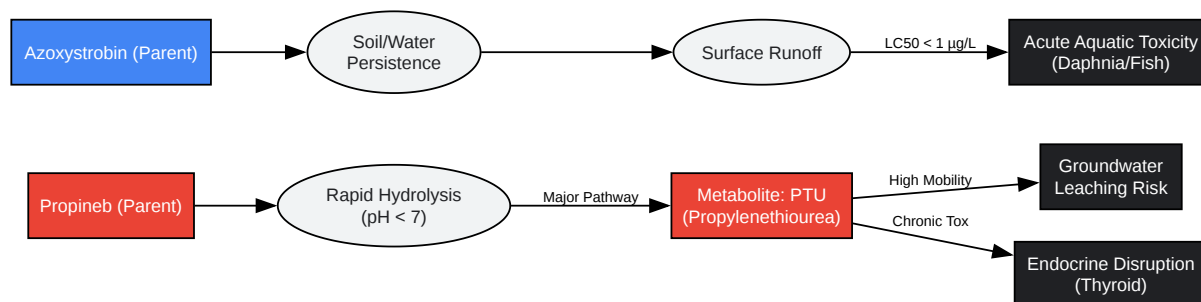 Azoxystrobin (Parent)
Soil/Water
Persistence
Surface Runoff
LC50 < 1 µg/L
Acute Aquatic Toxicity
(Daphnia/Fish)
Propineb (Parent)
Rapid Hydrolysis
(pH < 7)
Major Pathway
Metabolite: PTU
(Propylenethiourea)
High Mobility
Groundwater
Leaching Risk
Chronic Tox
Endocrine Disruption
(Thyroid)